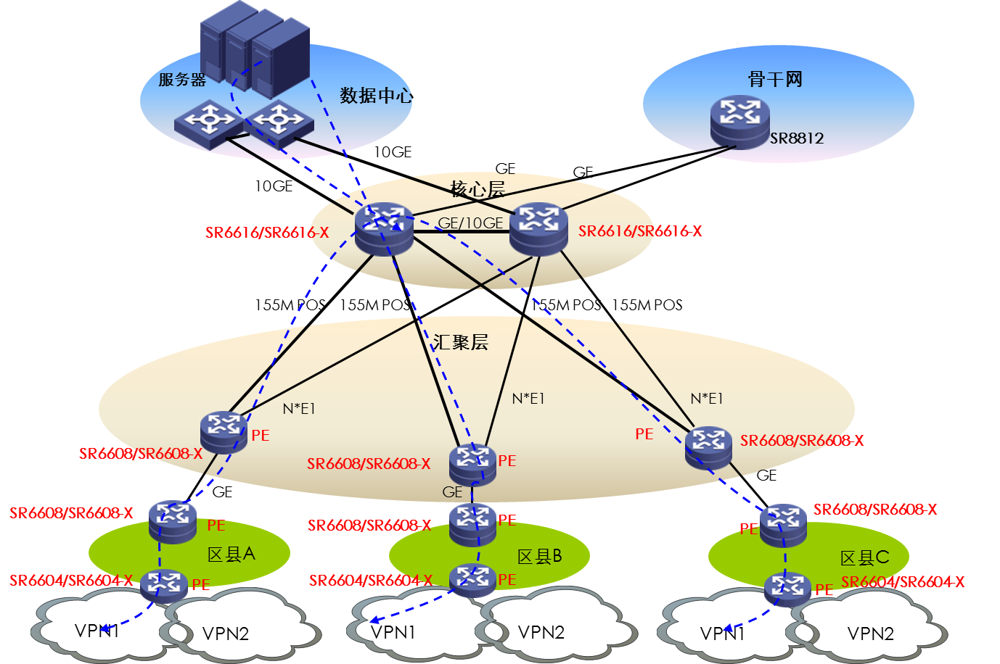 服务器
数据中心
骨干网
SR8812
10GE
GE
GE
10GE
核心层
GE/10GE
SR6616/SR6616-X
SR6616/SR6616-X
155M POS
155M POS
155M POS
155M POS
汇聚层
N*E1
N*E1
N*E1
PE
PE
SR6608/SR6608-X
SR6608/SR6608-X
SR6608/SR6608-X
PE
GE
GE
GE
SR6608/SR6608-X
PE
SR6608/SR6608-X
PE
SR6608/SR6608-X
PE
区县A
区县B
区县C
SR6604/SR6604-X
PE
SR6604/SR6604-X
PE
PE
SR6604/SR6604-X
VPN1
VPN2
VPN1
VPN2
VPN1
VPN2